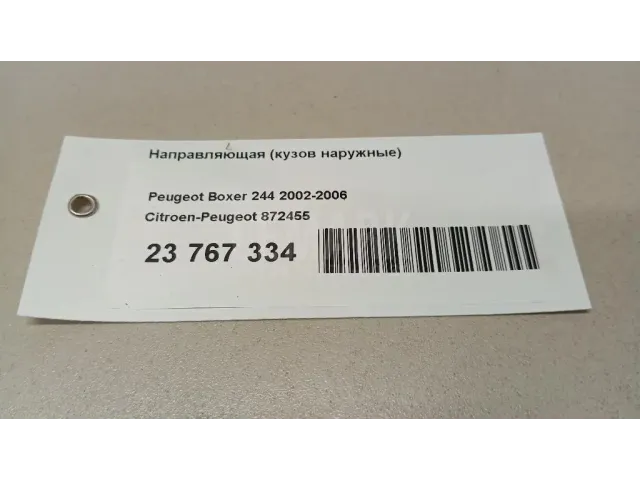 Направляющая (кузов наружные)
Peugeot Boxer 244 2002-2006
Citroen-Peugeot 872455
23 767 334